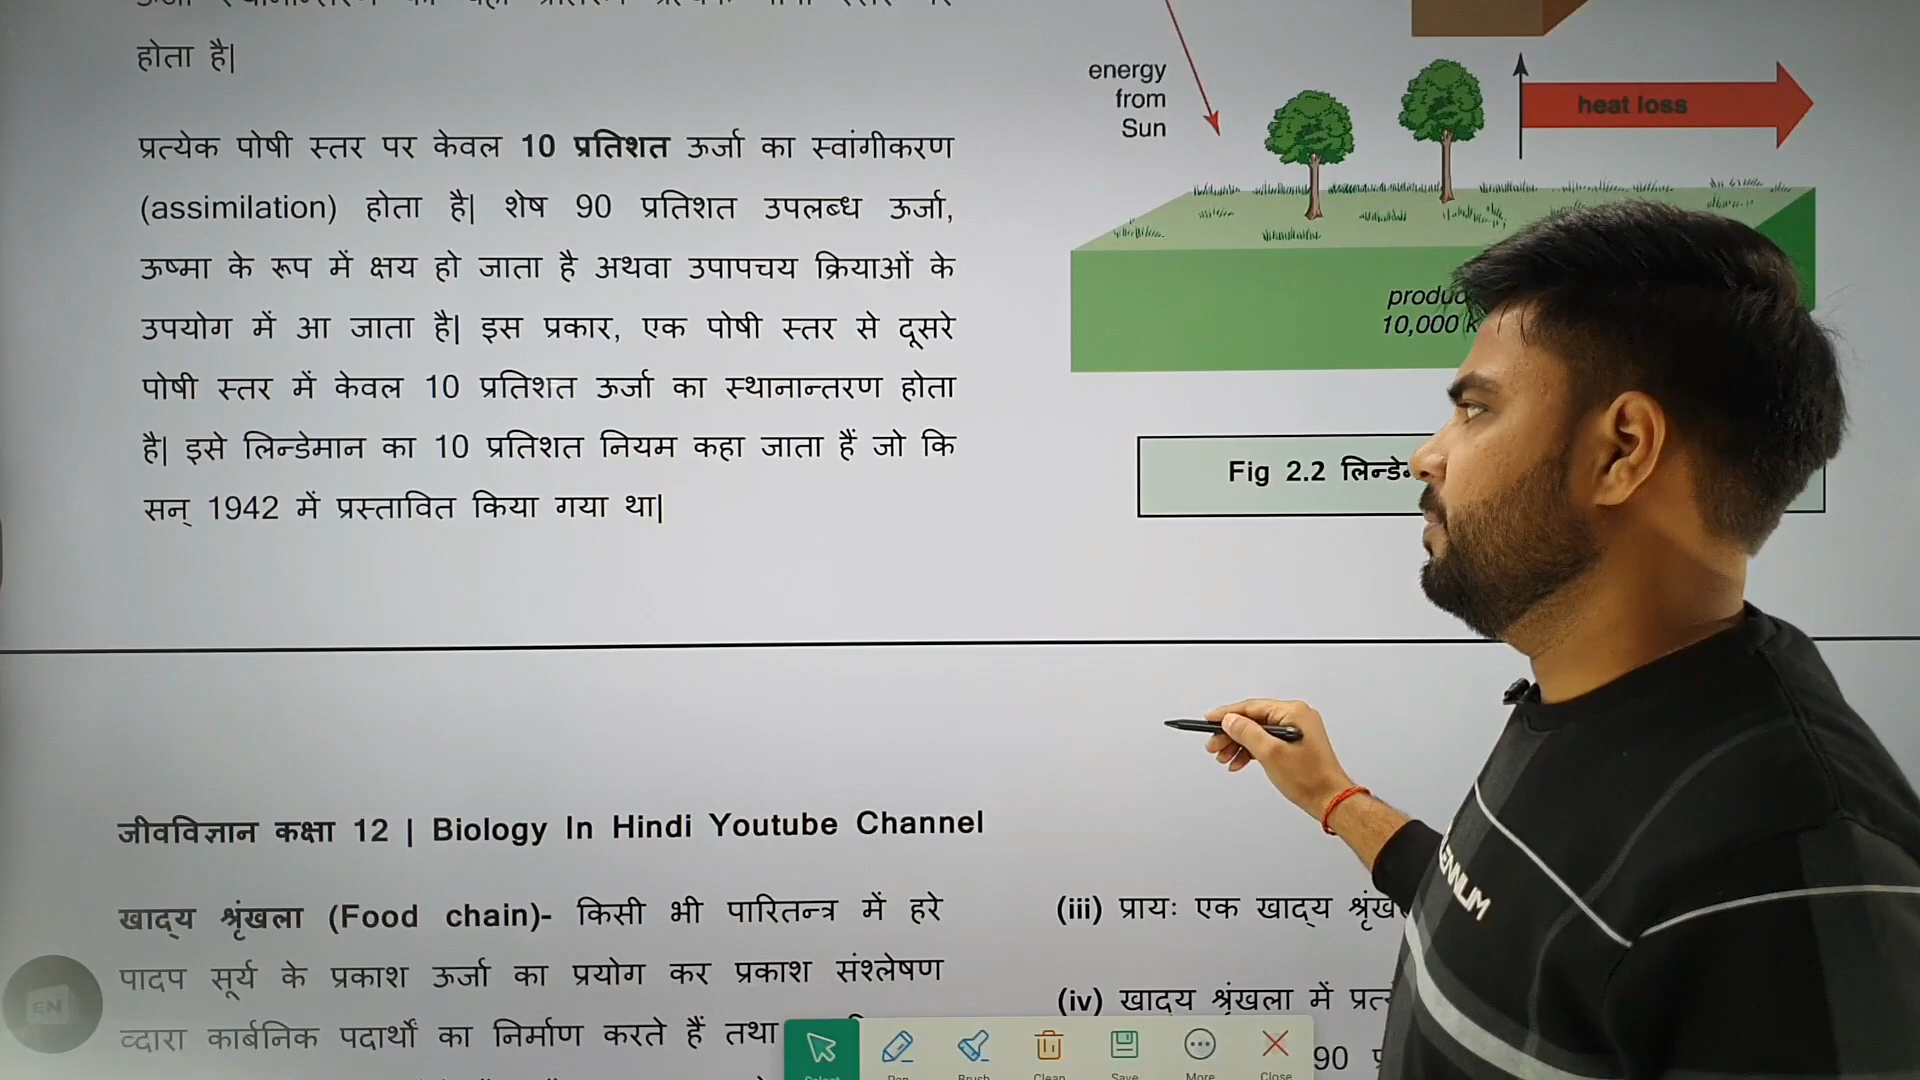 होता है|
प्रत्येक पोषी स्तर पर केवल 10 प्रतिशत ऊर्जा का स्वांगीकरण
(assimilation) होता है| शेष 90 प्रतिशत उपलब्ध ऊर्जा,
ऊष्मा के रूप में क्षय हो जाता है अथवा उपापचय क्रियाओं के
उपयोग में आ जाता है| इस प्रकार, एक पोषी स्तर से दूसरे
पोषी स्तर में केवल 10 प्रतिशत ऊर्जा का स्थानान्तरण होता
है| इसे लिन्डेमान का 10 प्रतिशत नियम कहा जाता हैं जो कि
सन् 1942 में प्रस्तावित किया गया था|
energy
from
Sun
heat loss
10,000
Fig 2.2
जीवविज्ञान कक्षा 12 | Biology In Hindi Youtube Channel
खाद्य श्रृंखला (Food chain)- किसी भी पारितन्त्र में हरे
पादप सूर्य के प्रकाश ऊर्जा का प्रयोग कर प्रकाश संश्लेषण
व्दारा कार्बनिक पदार्थों का निर्माण करते हैं तथा
(iii) प्रायः एक खाद्य
(iv) खाद्य श्रृंखला में
90
EN
Select Pen Brush Clean Save More Close